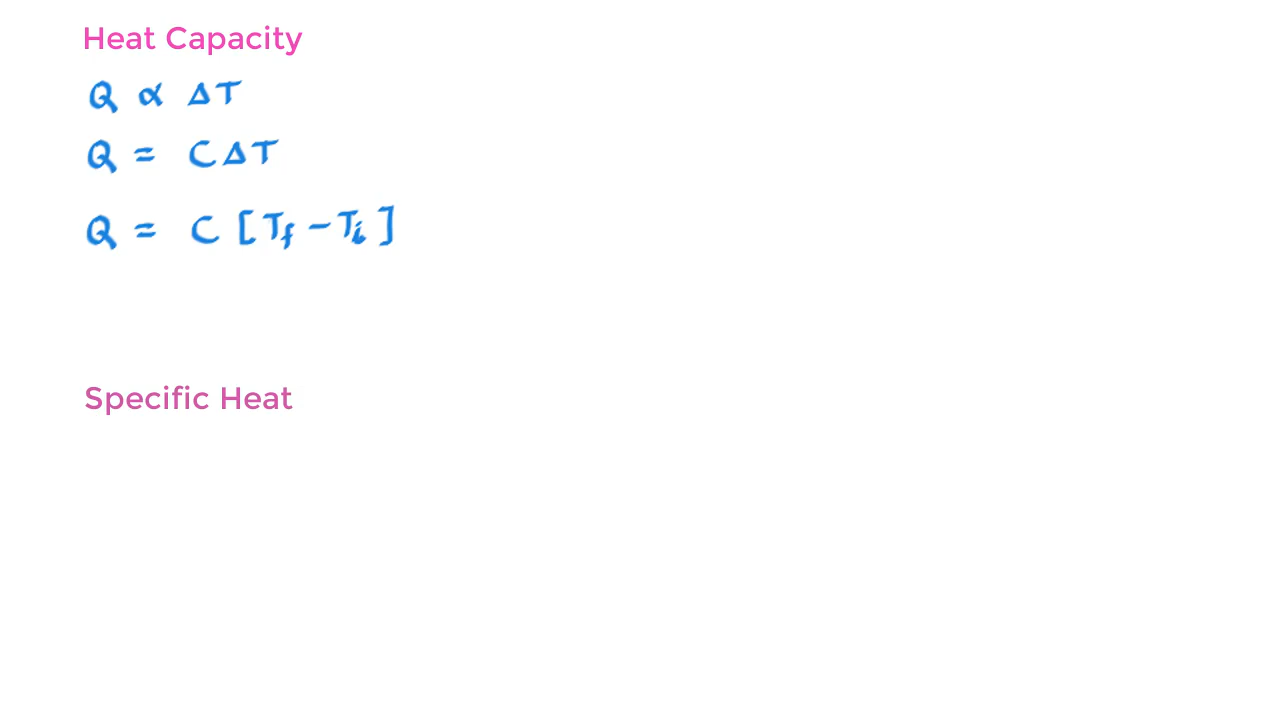 Heat Capacity
Q ∝ ΔT
Q = CΔT
Q = C [Tf - Ti]
Specific Heat